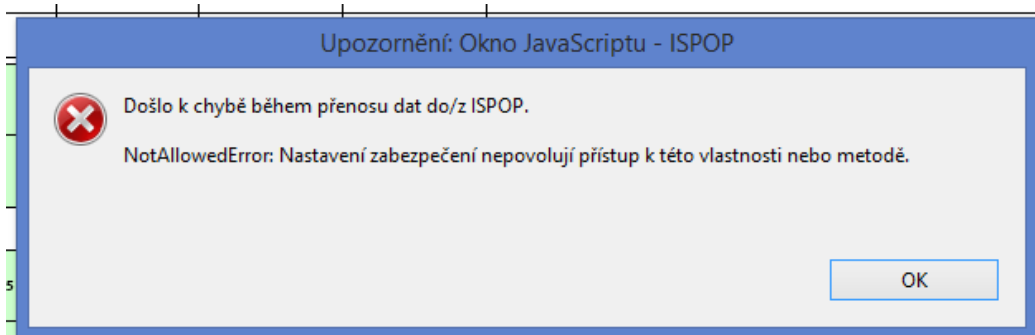 Upozornění: Okno JavaScriptu - ISPOP
Došlo k chybě během přenosu dat do/z ISPOP.
NotAllowedError: Nastavení zabezpečení nepovolují přístup k této vlastnosti nebo metodě.
OK
5